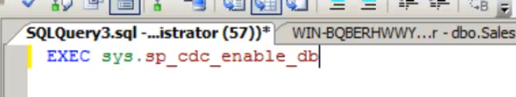 SQLQuery3.sql -...istrator (57))* WIN-BQBERHWWY...r - dbo.Sales
EXEC sys.sp_cdc_enable_db